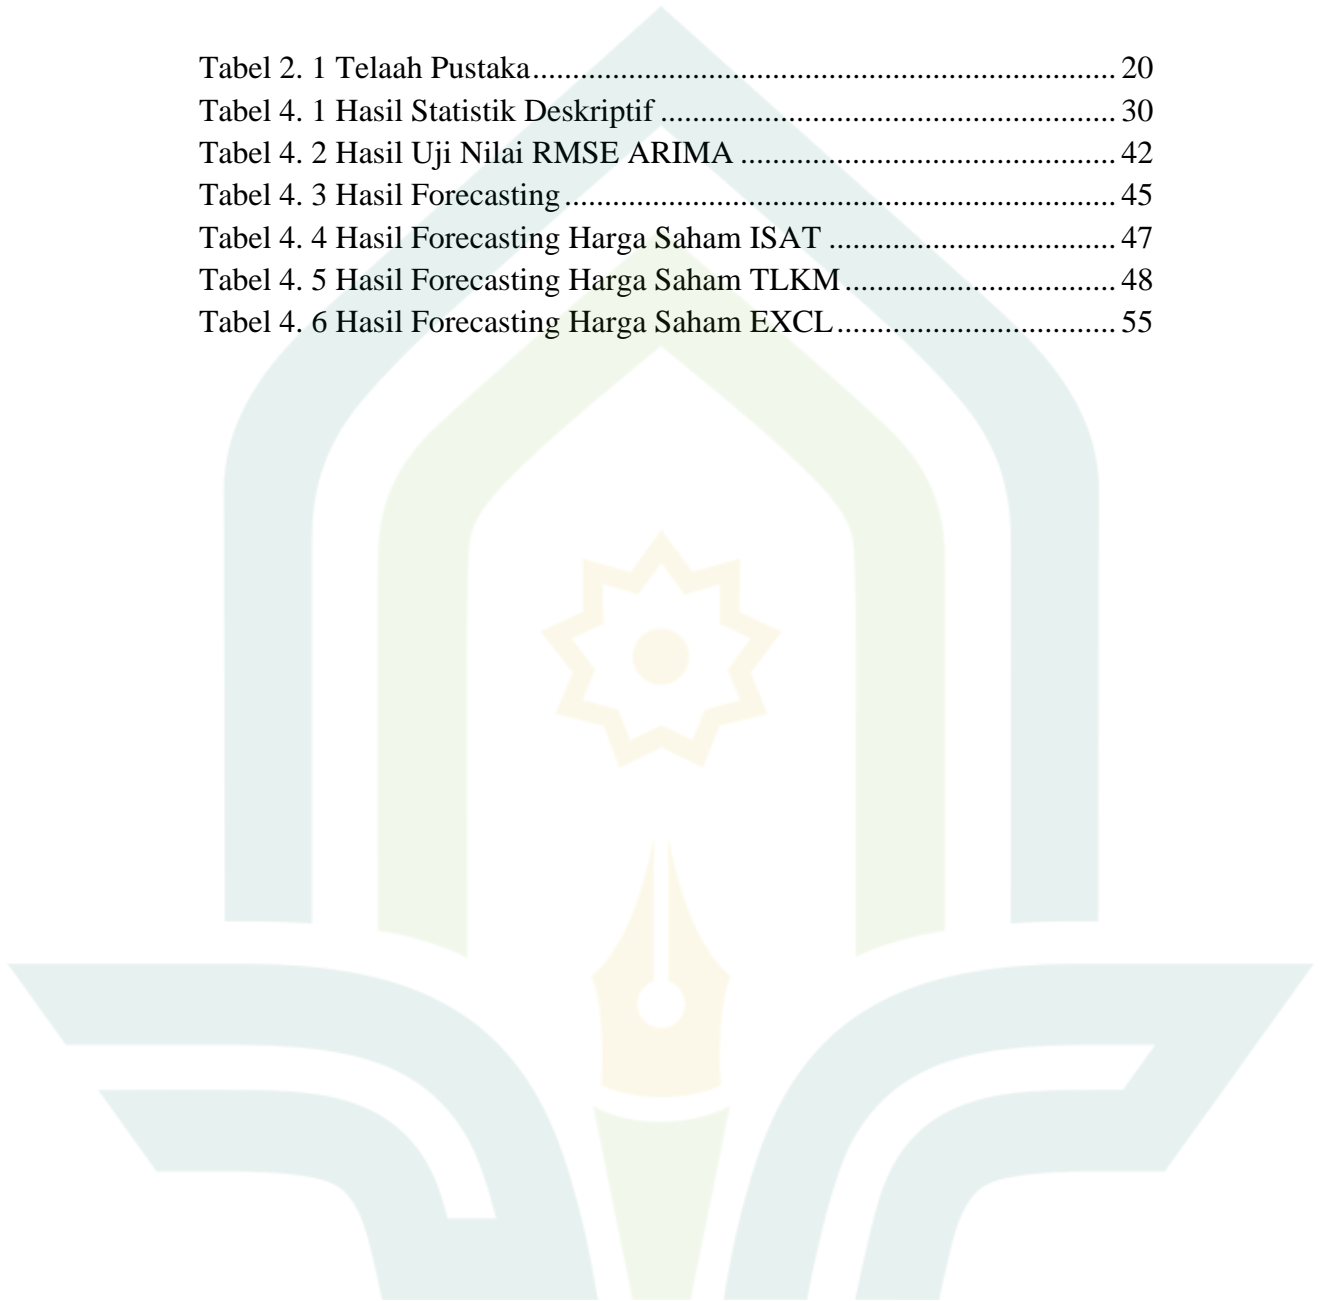 Tabel 2. 1 Telaah Pustaka......................................................................... 20
Tabel 4. 1 Hasil Statistik Deskriptif ......................................................... 30
Tabel 4. 2 Hasil Uji Nilai RMSE ARIMA ............................................... 42
Tabel 4. 3 Hasil Forecasting..................................................................... 45
Tabel 4. 4 Hasil Forecasting Harga Saham ISAT .................................... 47
Tabel 4. 5 Hasil Forecasting Harga Saham TLKM.................................. 48
Tabel 4. 6 Hasil Forecasting Harga Saham EXCL................................... 55